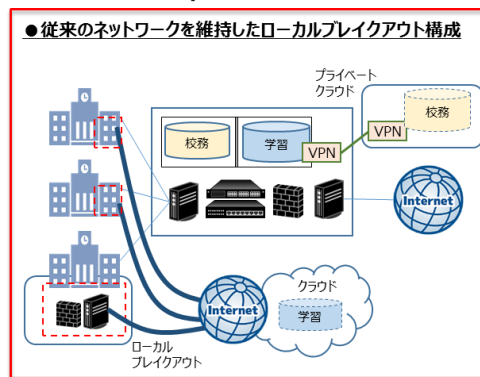 ●従来のネットワークを維持したローカルブレイクアウト構成
プライベート
クラウド
校務
学習
VPN
VPN
校務
Internet
Internet
クラウド
学習
ローカル
ブレイクアウト